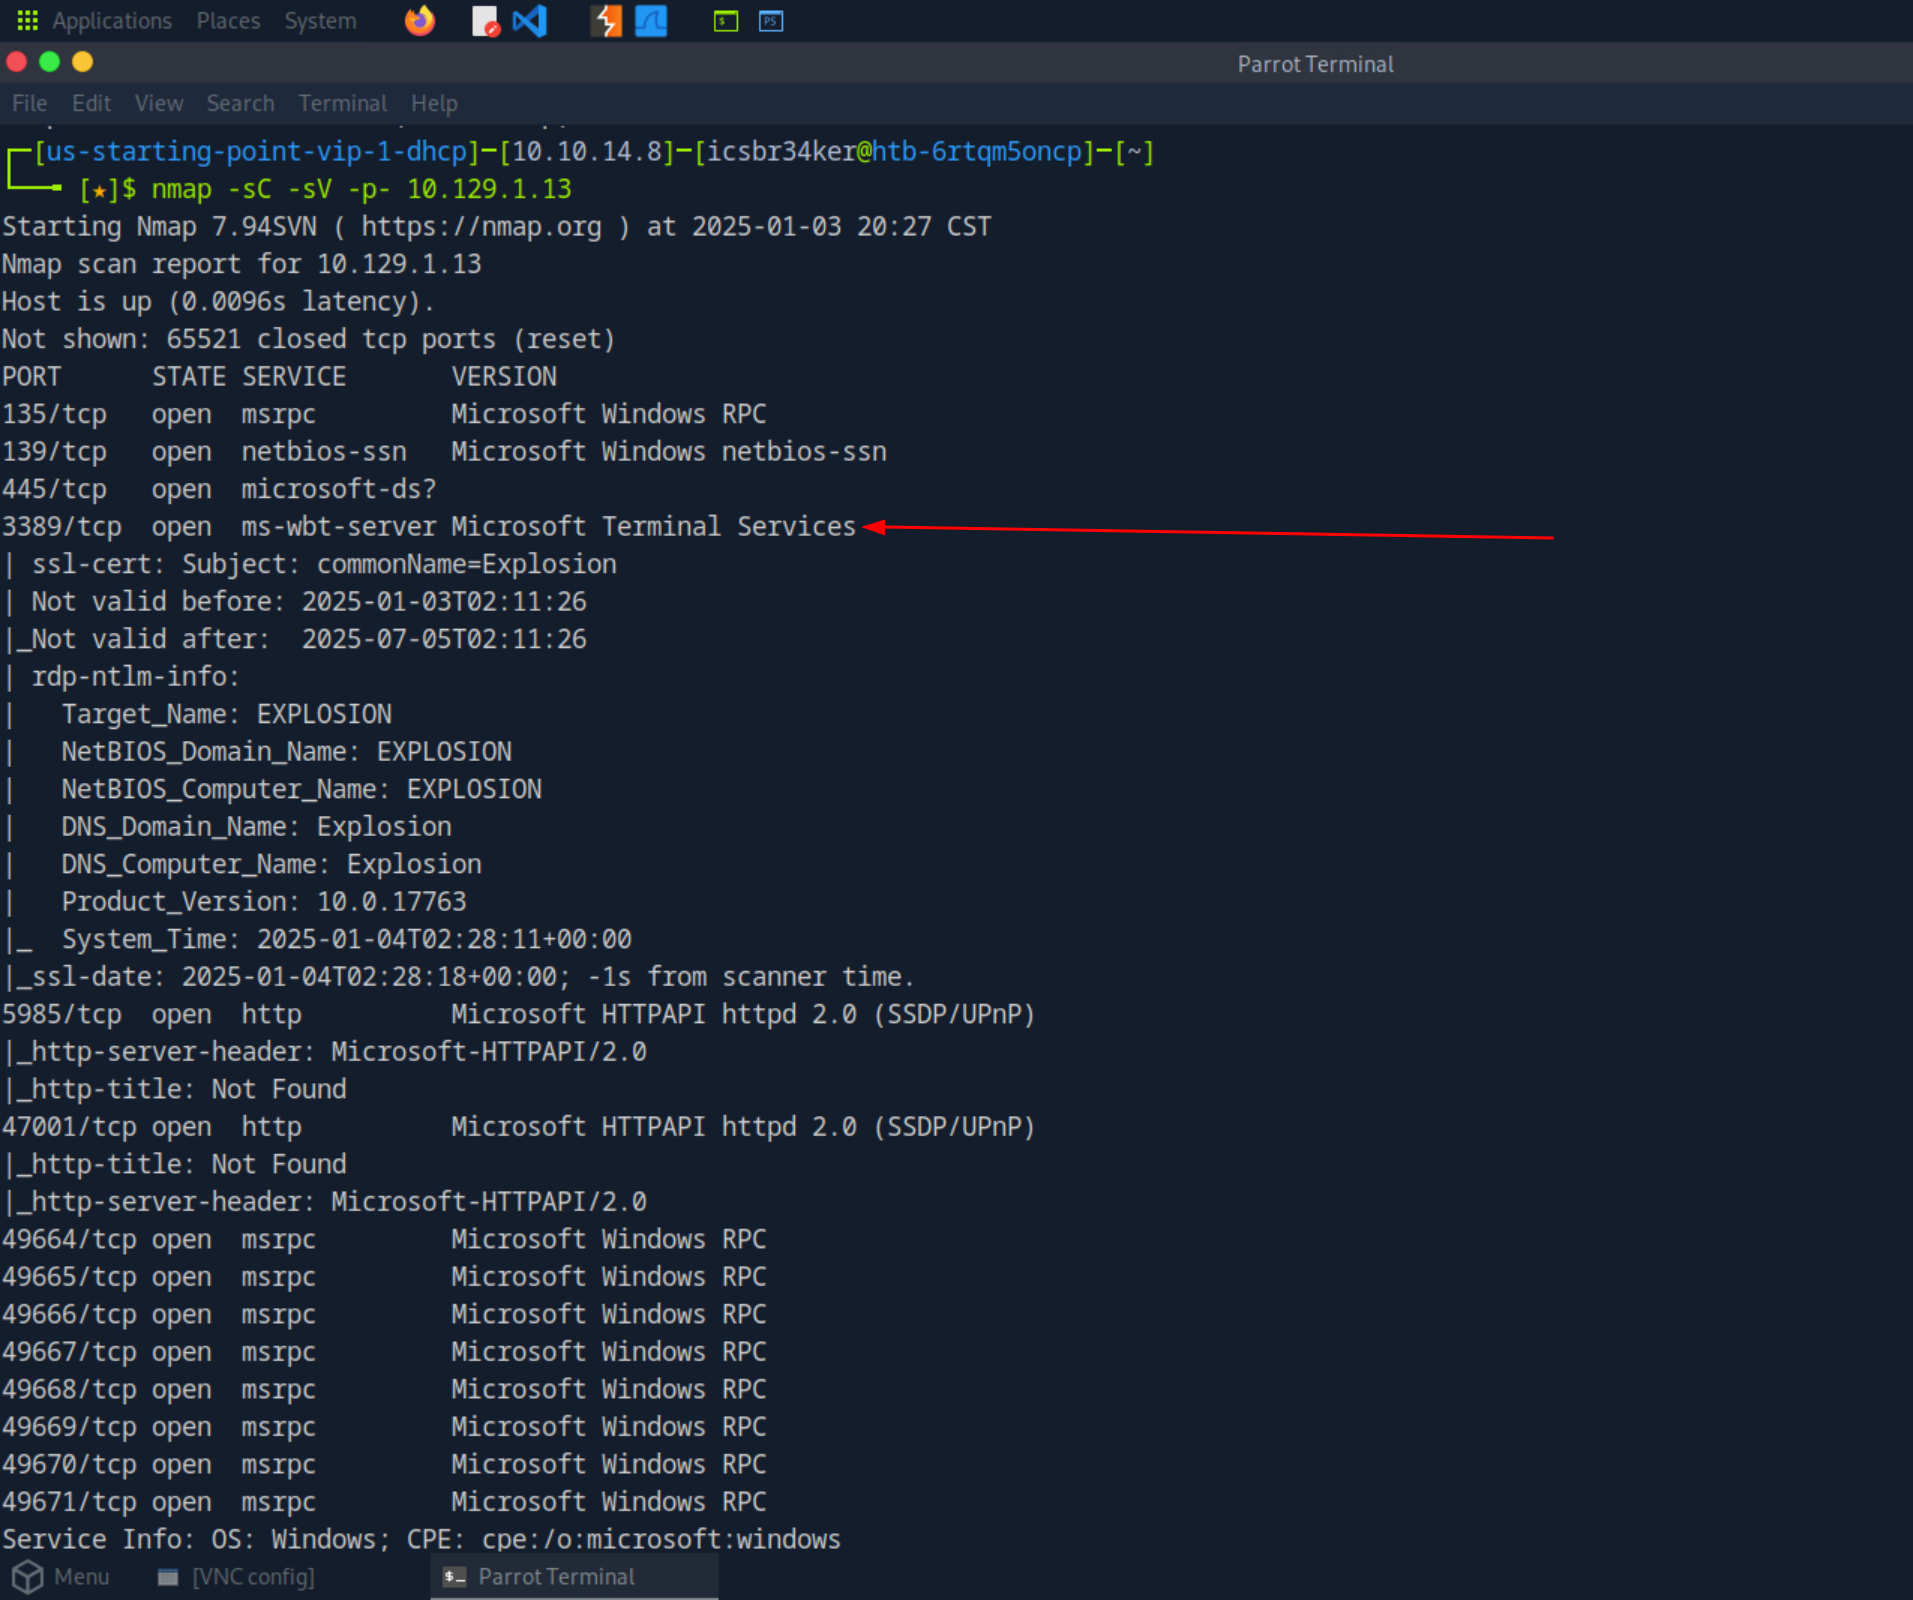 Applications Places System
Parrot Terminal
File Edit View Search Terminal Help
[us-starting-point-vip-1-dhcp]-[10.10.14.8]-[icsbr34ker@htb-6rtqm5oncp]-[~]
[★]$ nmap -sC -sV -p- 10.129.1.13
Starting Nmap 7.94SVN ( https://nmap.org ) at 2025-01-03 20:27 CST
Nmap scan report for 10.129.1.13
Host is up (0.0096s latency).
Not shown: 65521 closed tcp ports (reset)
PORT      STATE SERVICE       VERSION
135/tcp   open  msrpc         Microsoft Windows RPC
139/tcp   open  netbios-ssn   Microsoft Windows netbios-ssn
445/tcp   open  microsoft-ds?
3389/tcp  open  ms-wbt-server Microsoft Terminal Services
| ssl-cert: Subject: commonName=Explosion
| Not valid before: 2025-01-03T02:11:26
|_Not valid after:  2025-07-05T02:11:26
| rdp-ntlm-info:
|   Target_Name: EXPLOSION
|   NetBIOS_Domain_Name: EXPLOSION
|   NetBIOS_Computer_Name: EXPLOSION
|   DNS_Domain_Name: Explosion
|   DNS_Computer_Name: Explosion
|   Product_Version: 10.0.17763
|_  System_Time: 2025-01-04T02:28:11+00:00
|_ssl-date: 2025-01-04T02:28:18+00:00; -1s from scanner time.
5985/tcp  open  http          Microsoft HTTPAPI httpd 2.0 (SSDP/UPnP)
|_http-server-header: Microsoft-HTTPAPI/2.0
|_http-title: Not Found
47001/tcp open  http          Microsoft HTTPAPI httpd 2.0 (SSDP/UPnP)
|_http-title: Not Found
|_http-server-header: Microsoft-HTTPAPI/2.0
49664/tcp open  msrpc         Microsoft Windows RPC
49665/tcp open  msrpc         Microsoft Windows RPC
49666/tcp open  msrpc         Microsoft Windows RPC
49667/tcp open  msrpc         Microsoft Windows RPC
49668/tcp open  msrpc         Microsoft Windows RPC
49669/tcp open  msrpc         Microsoft Windows RPC
49670/tcp open  msrpc         Microsoft Windows RPC
49671/tcp open  msrpc         Microsoft Windows RPC
Service Info: OS: Windows; CPE: cpe:/o:microsoft:windows
Menu [VNC config] Parrot Terminal